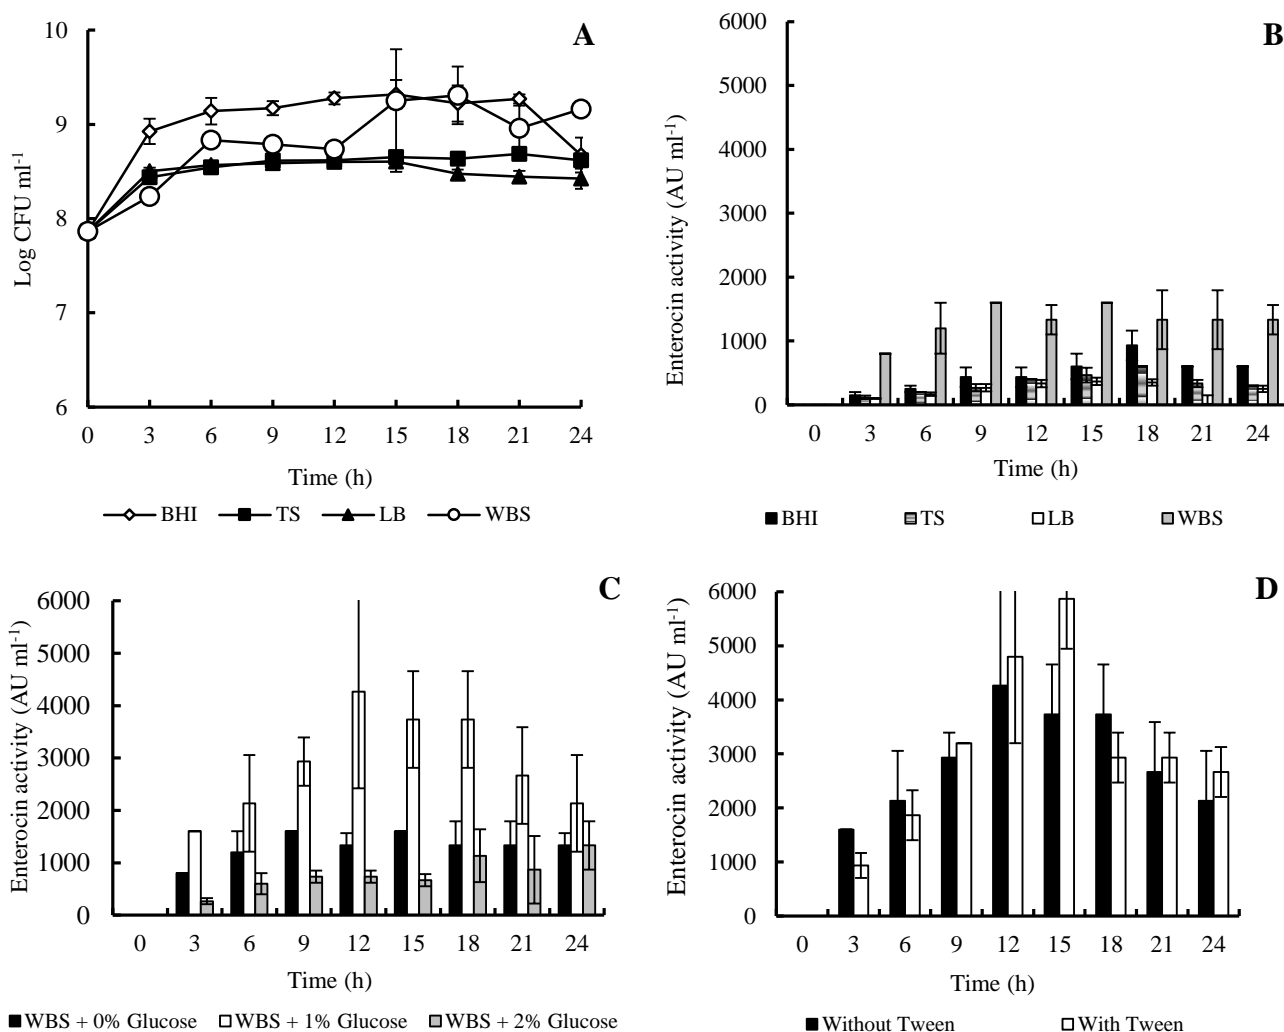 A
10
9
8
7
6
Log CFU ml-1
0 3 6 9 12 15 18 21 24
Time (h)
BHI TS LB WBS
B
6000
5000
4000
3000
2000
1000
0
Enterocin activity (AU ml-1)
0 3 6 9 12 15 18 21 24
Time (h)
BHI TS LB WBS
C
6000
5000
4000
3000
2000
1000
0
Enterocin activity (AU ml-1)
0 3 6 9 12 15 18 21 24
Time (h)
WBS + 0% Glucose WBS + 1% Glucose WBS + 2% Glucose
D
6000
5000
4000
3000
2000
1000
0
Enterocin activity (AU ml-1)
0 3 6 9 12 15 18 21 24
Time (h)
Without Tween With Tween